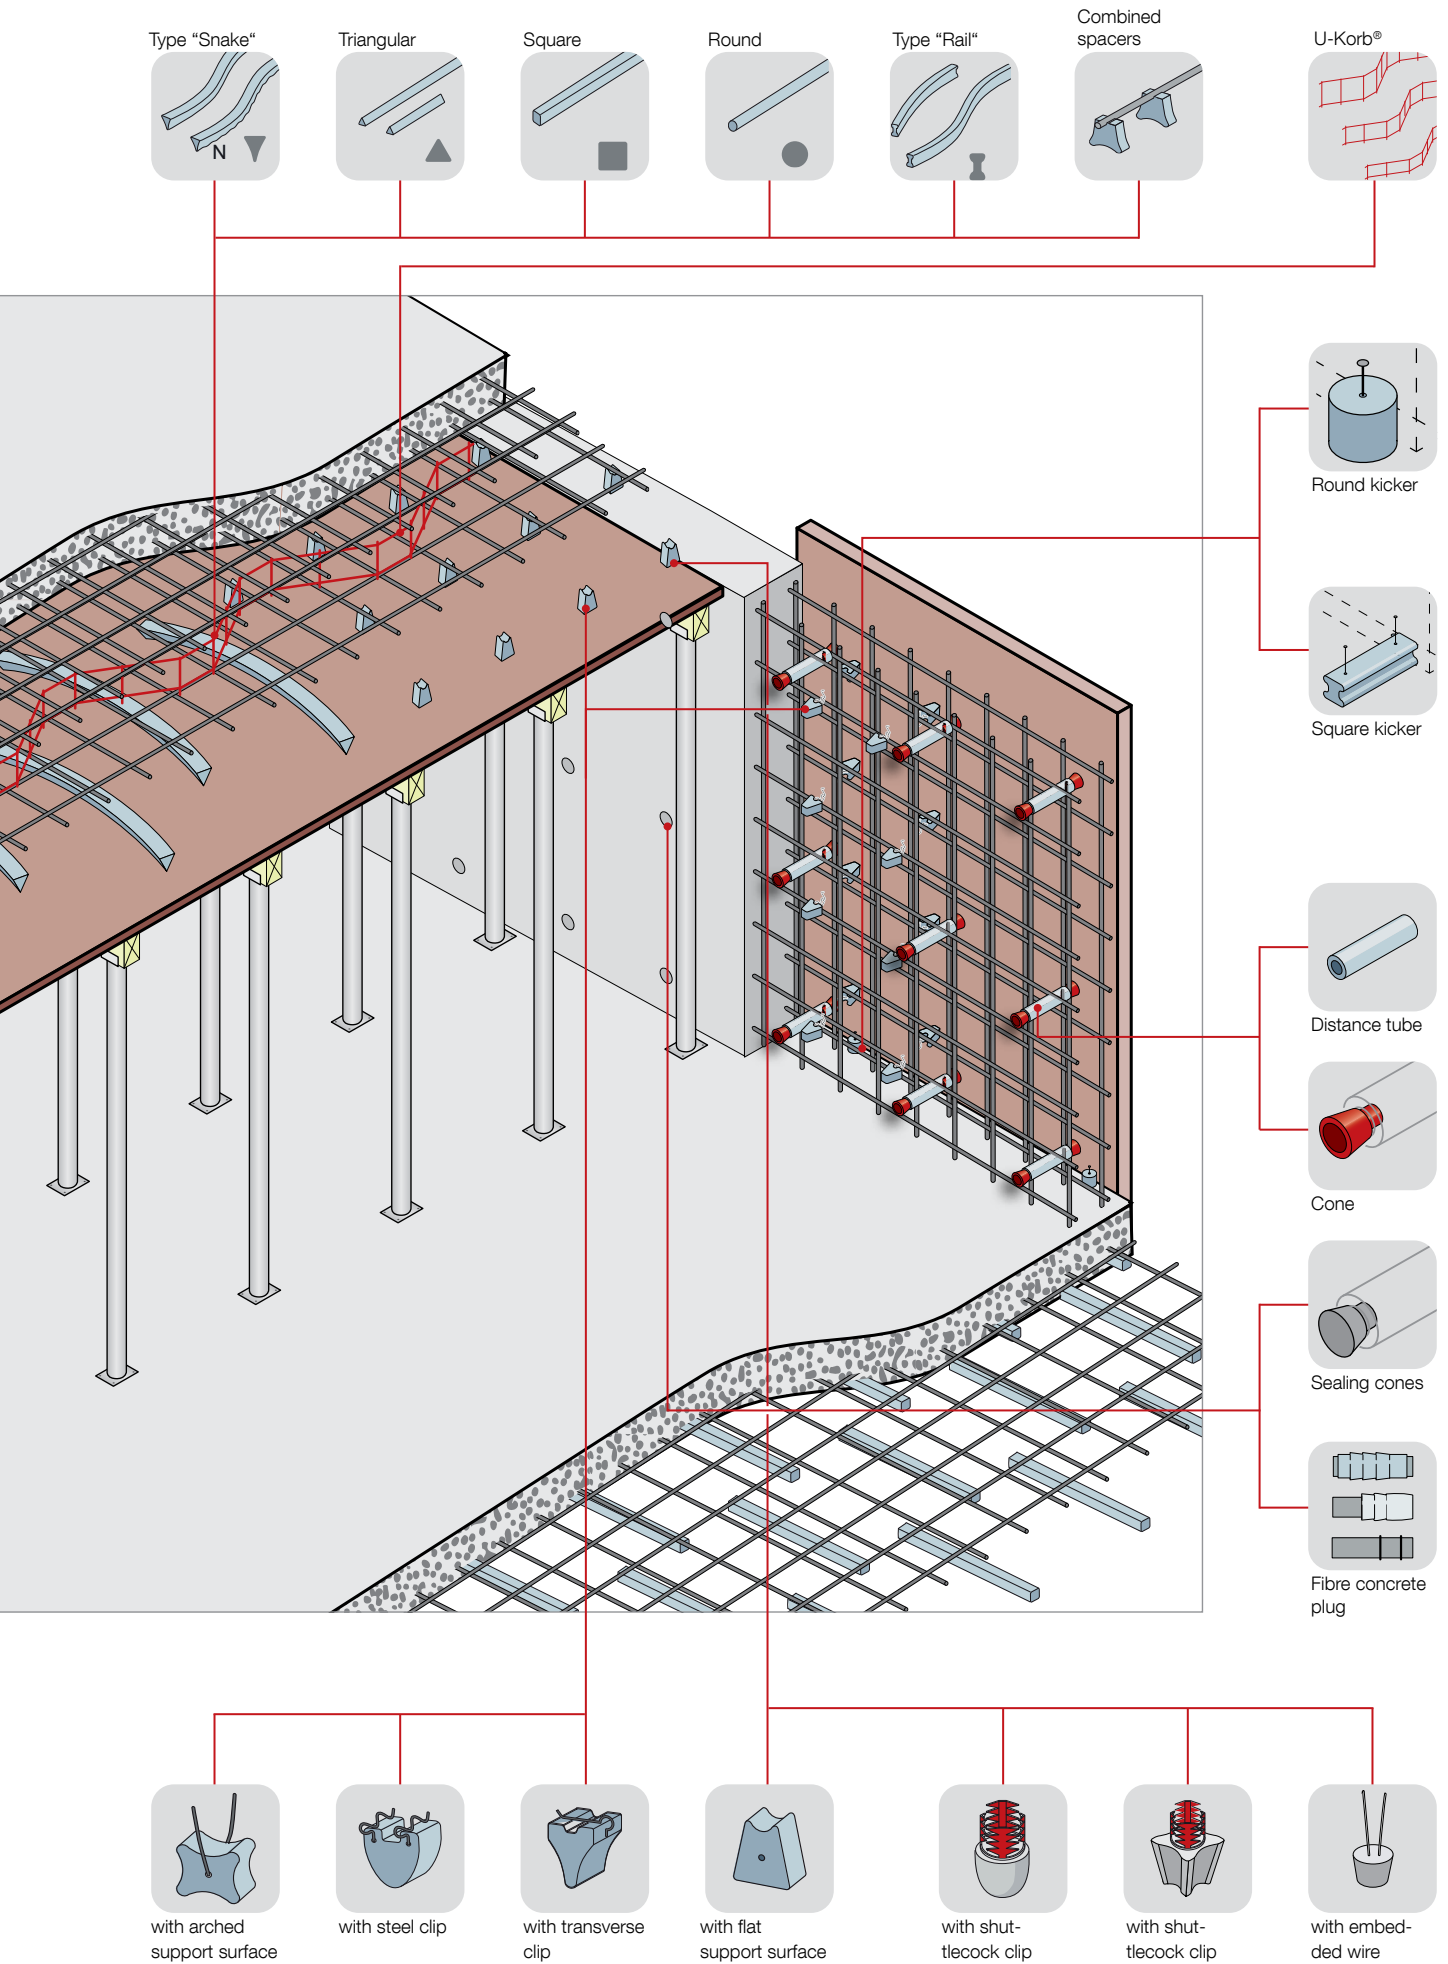 Type “Snake“
Triangular
Square
Round
Type “Rail“
Combined
spacers
U-Korb®
N
Round kicker
Square kicker
Distance tube
Cone
Sealing cones
Fibre concrete
plug
with arched
support surface
with steel clip
with transverse
clip
with flat
support surface
with shut-
tlecock clip
with shut-
tlecock clip
with embed-
ded wire